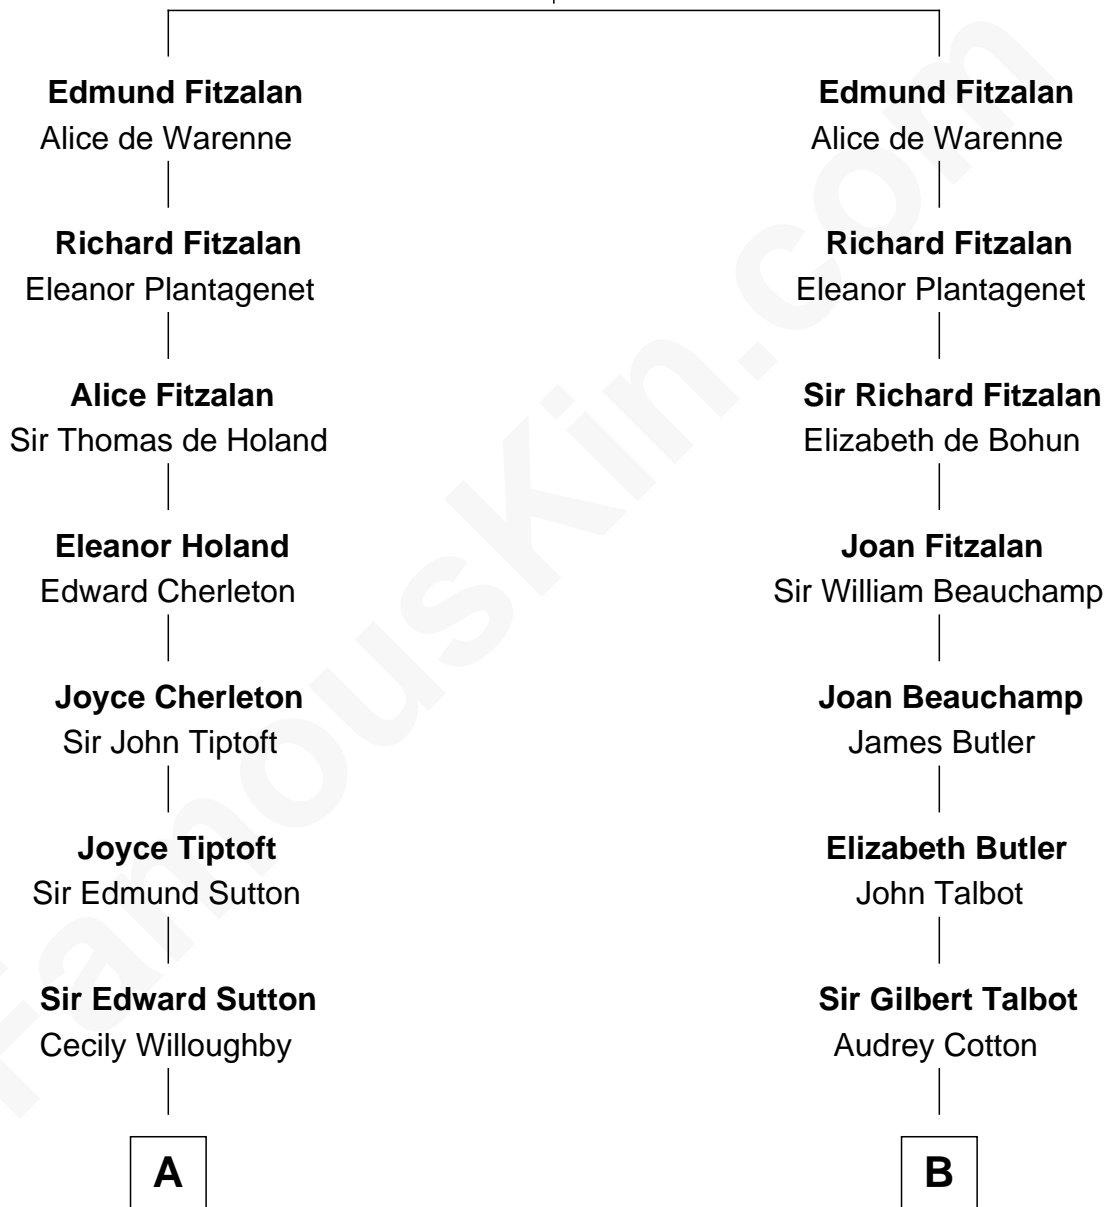 Edmund Fitzalan
Alice de Warenne
Richard Fitzalan
Eleanor Plantagenet
Alice Fitzalan
Sir Thomas de Holand
Eleanor Holand
Edward Cherleton
Joyce Cherleton
Sir John Tiptoft
Joyce Tiptoft
Sir Edmund Sutton
Sir Edward Sutton
Cecily Willoughby
A
Edmund Fitzalan
Alice de Warenne
Richard Fitzalan
Eleanor Plantagenet
Sir Richard Fitzalan
Elizabeth de Bohun
Joan Fitzalan
Sir William Beauchamp
Joan Beauchamp
James Butler
Elizabeth Butler
John Talbot
Sir Gilbert Talbot
Audrey Cotton
B
FamousKin.com